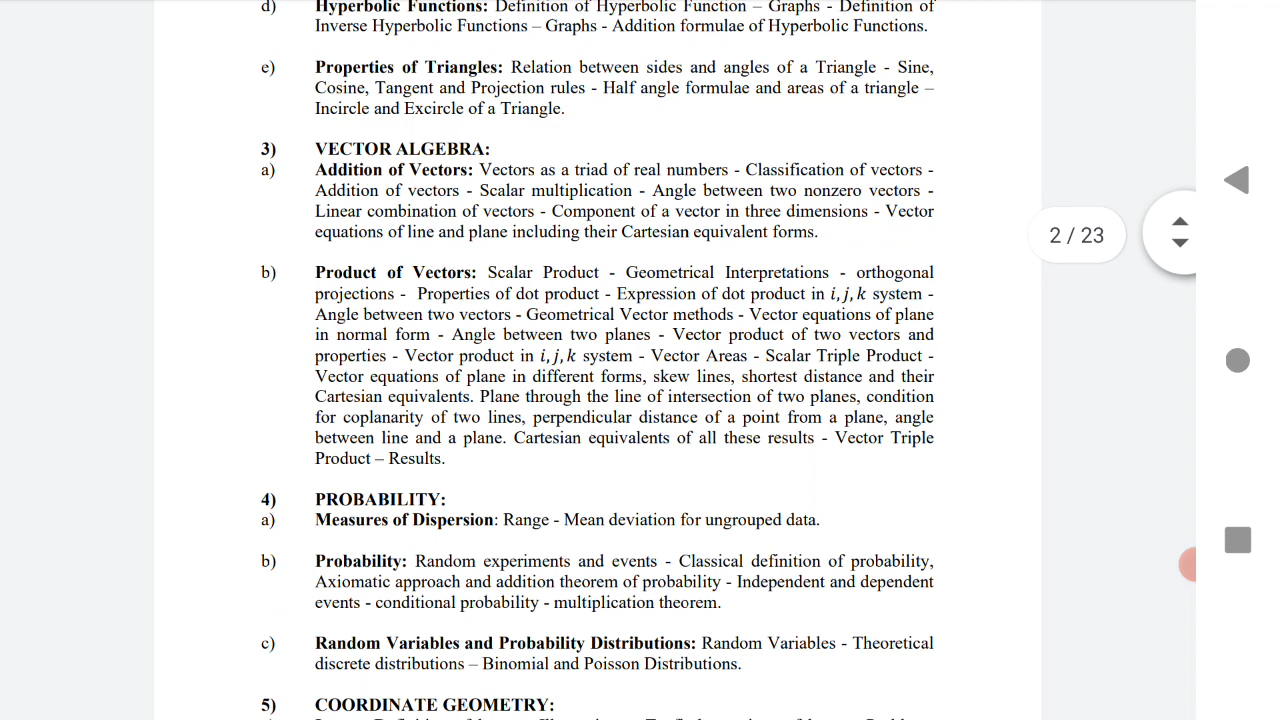 d) Hyperbolic Functions: Definition of Hyperbolic Function – Graphs - Definition of
Inverse Hyperbolic Functions – Graphs - Addition formulae of Hyperbolic Functions.
e) Properties of Triangles: Relation between sides and angles of a Triangle - Sine,
Cosine, Tangent and Projection rules - Half angle formulae and areas of a triangle –
Incircle and Excircle of a Triangle.
3) VECTOR ALGEBRA:
a) Addition of Vectors: Vectors as a triad of real numbers - Classification of vectors -
Addition of vectors - Scalar multiplication - Angle between two nonzero vectors -
Linear combination of vectors - Component of a vector in three dimensions - Vector
equations of line and plane including their Cartesian equivalent forms.
2 / 23
b) Product of Vectors: Scalar Product - Geometrical Interpretations - orthogonal
projections - Properties of dot product - Expression of dot product in i, j, k system -
Angle between two vectors - Geometrical Vector methods - Vector equations of plane
in normal form - Angle between two planes - Vector product of two vectors and
properties - Vector product in i, j, k system - Vector Areas - Scalar Triple Product -
Vector equations of plane in different forms, skew lines, shortest distance and their
Cartesian equivalents. Plane through the line of intersection of two planes, condition
for coplanarity of two lines, perpendicular distance of a point from a plane, angle
between line and a plane. Cartesian equivalents of all these results - Vector Triple
Product – Results.
4) PROBABILITY:
a) Measures of Dispersion: Range - Mean deviation for ungrouped data.
b) Probability: Random experiments and events - Classical definition of probability,
Axiomatic approach and addition theorem of probability - Independent and dependent
events - conditional probability - multiplication theorem.
c) Random Variables and Probability Distributions: Random Variables - Theoretical
discrete distributions – Binomial and Poisson Distributions.
5) COORDINATE GEOMETRY: